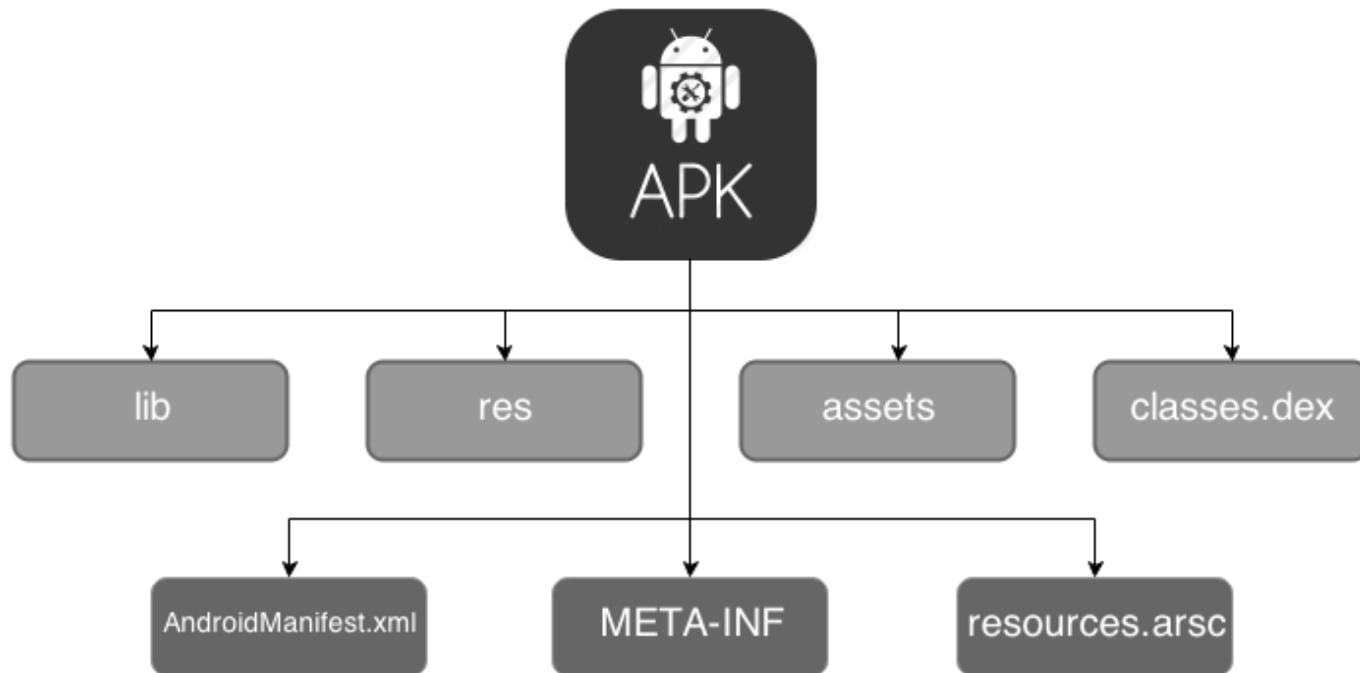 APK
lib
res
assets
classes.dex
AndroidManifest.xml
META-INF
resources.arsc